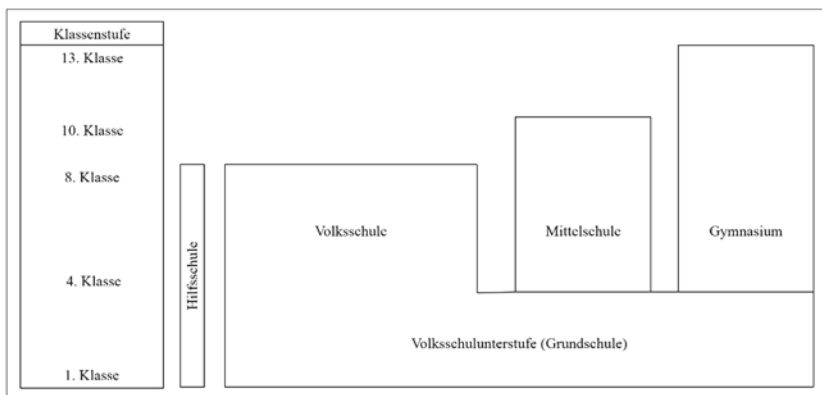 Klassenstufe
13. Klasse
10. Klasse
8. Klasse
4. Klasse
1. Klasse
Hilfsschule
Volksschule
Mittelschule
Gymnasium
Volksschulunterstufe (Grundschule)